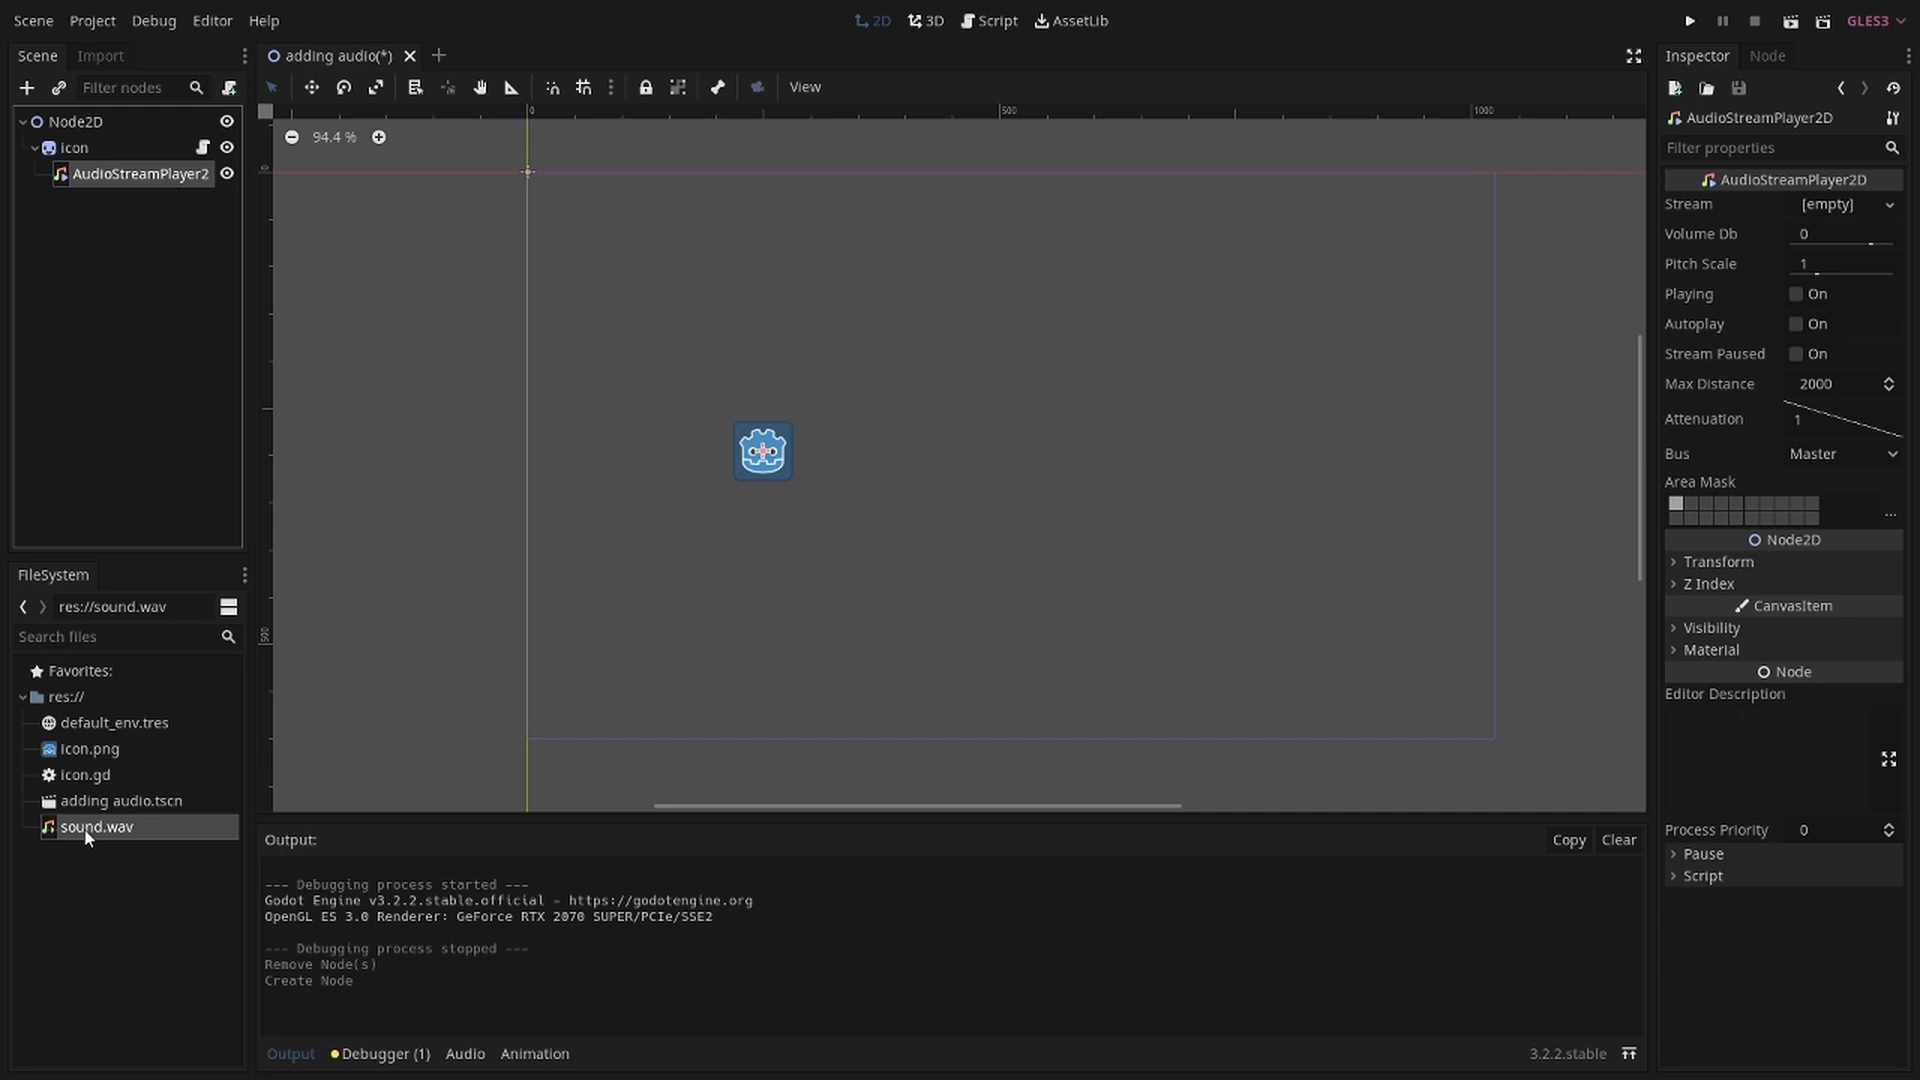 Scene Project Debug Editor Help
2D 3D Script AssetLib
GLES3
Scene Import
Filter nodes
Node2D
icon
AudioStreamPlayer2
adding audio(*)
View
0 500 1000
94.4 %
0
500
FileSystem
res://sound.wav
Search files
Favorites:
res://
default_env.tres
icon.png
icon.gd
adding audio.tscn
sound.wav
Output:
Copy Clear
--- Debugging process started ---
Godot Engine v3.2.2.stable.official - https://godotengine.org
OpenGL ES 3.0 Renderer: GeForce RTX 2070 SUPER/PCIe/SSE2
--- Debugging process stopped ---
Remove Node(s)
Create Node
Output Debugger (1) Audio Animation
3.2.2.stable
Inspector Node
AudioStreamPlayer2D
Filter properties
AudioStreamPlayer2D
Stream [empty]
Volume Db 0
Pitch Scale 1
Playing On
Autoplay On
Stream Paused On
Max Distance 2000
Attenuation 1
Bus Master
Area Mask
...
Node2D
Transform
Z Index
CanvasItem
Visibility
Material
Node
Editor Description
Process Priority 0
Pause
Script